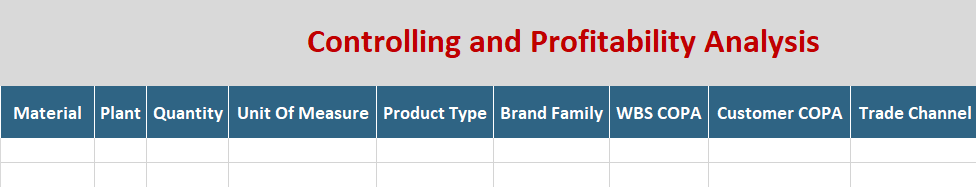 Controlling and Profitability Analysis
Material Plant Quantity Unit Of Measure Product Type Brand Family WBS COPA Customer COPA Trade Channel